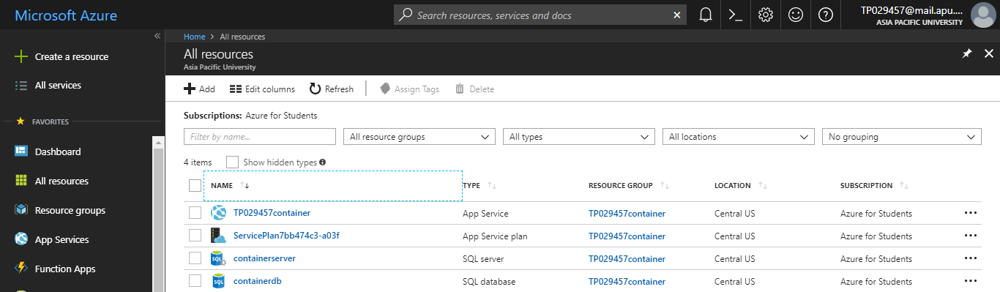 Microsoft Azure
Search resources, services and docs
TP029457@mail.apu....
ASIA PACIFIC UNIVERSITY
Create a resource
All services
FAVORITES
Dashboard
All resources
Resource groups
App Services
Function Apps
Home > All resources
All resources
Asia Pacific University
Add Edit columns Refresh Assign Tags Delete
Subscriptions: Azure for Students
Filter by name... All resource groups All types All locations No grouping
4 items Show hidden types
NAME TYPE RESOURCE GROUP LOCATION SUBSCRIPTION
TP029457container App Service TP029457container Central US Azure for Students
ServicePlan7bb474c3-a03f App Service plan TP029457container Central US Azure for Students
containerserver SQL server TP029457container Central US Azure for Students
containerdb SQL database TP029457container Central US Azure for Students